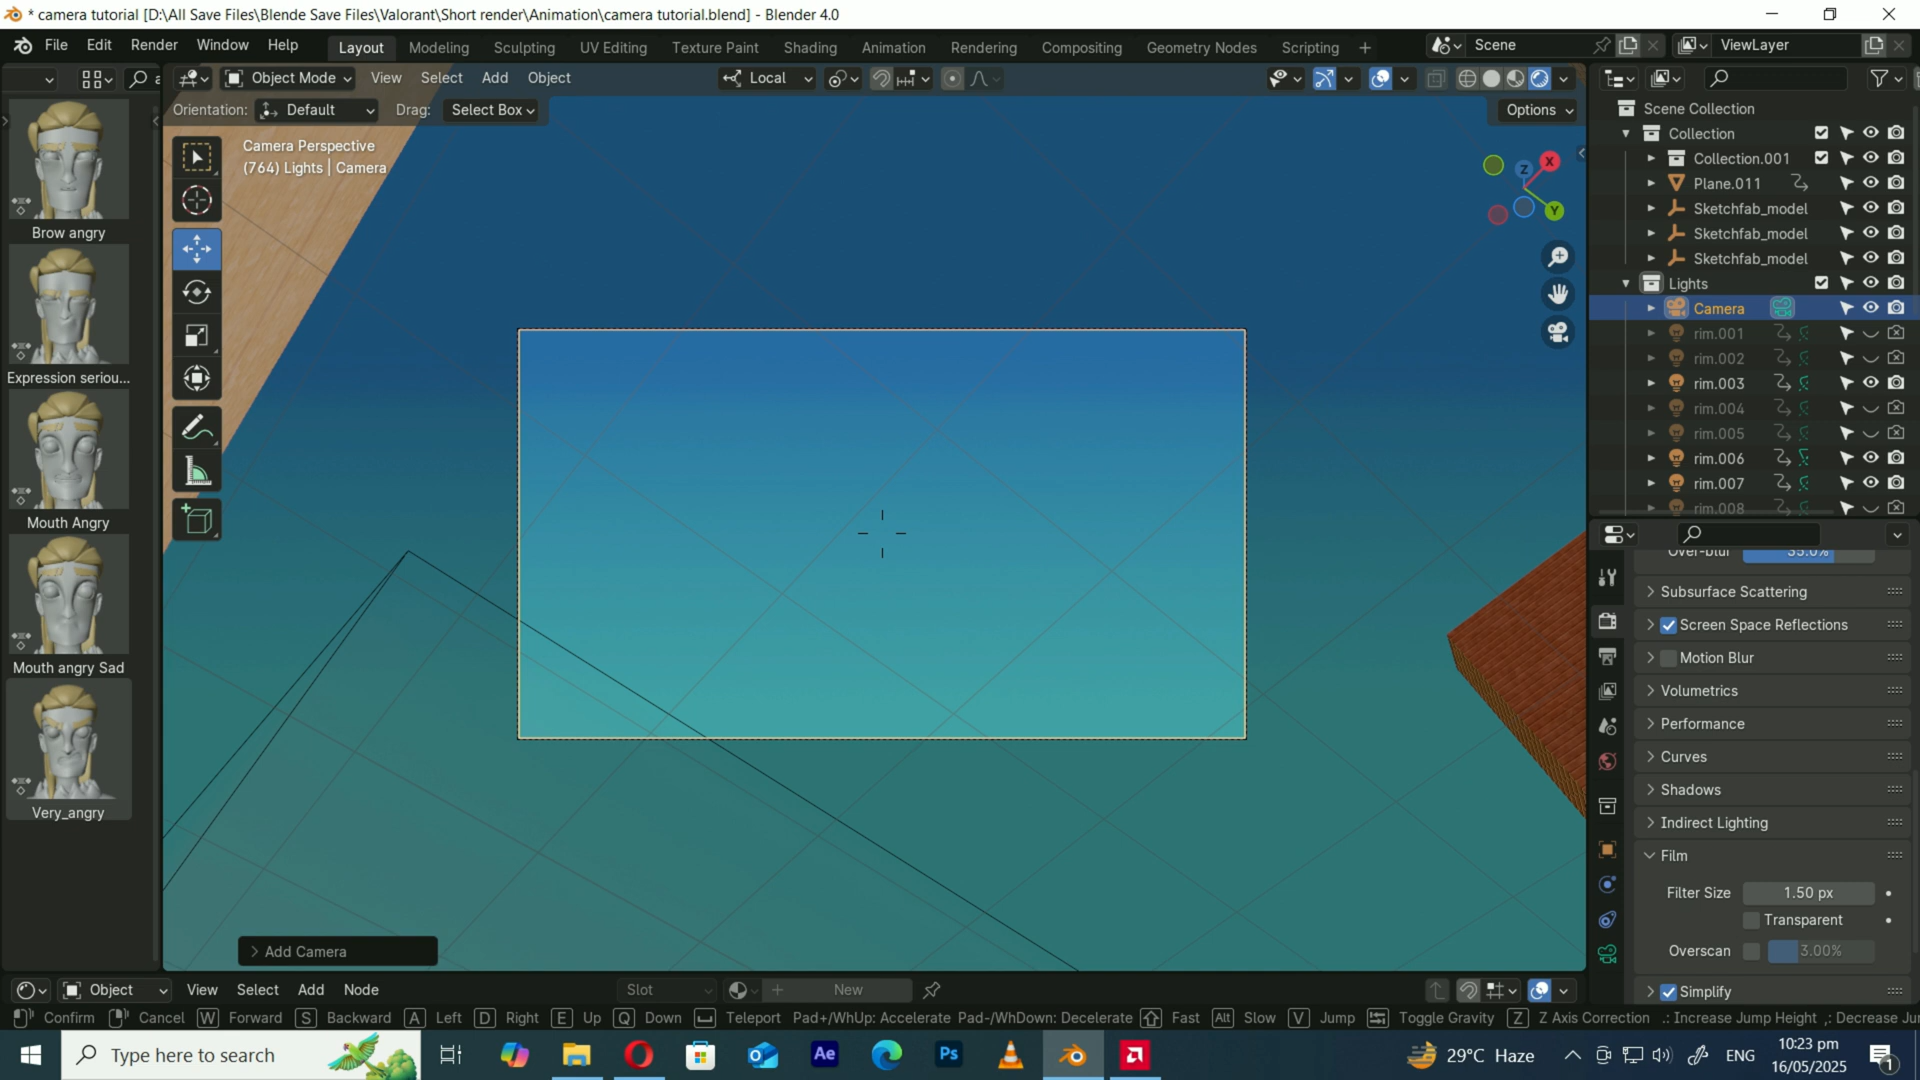 * camera tutorial [D:\All Save Files\Blende Save Files\Valorant\Short render\Animation\camera tutorial.blend] - Blender 4.0
File Edit Render Window Help Layout Modeling Sculpting UV Editing Texture Paint Shading Animation Rendering Compositing Geometry Nodes Scripting + Scene ViewLayer
Object Mode View Select Add Object Local
Orientation: Default Drag: Select Box Options
Camera Perspective
(764) Lights | Camera
Brow angry
Expression seriou...
Mouth Angry
Mouth angry Sad
Very_angry
X
Y
Z
Add Camera
Scene Collection
Collection
Collection.001
Plane.011
Sketchfab_model
Sketchfab_model
Sketchfab_model
Lights
Camera
rim.001
rim.002
rim.003
rim.004
rim.005
rim.006
rim.007
rim.008
Over-blur 35.0%
Subsurface Scattering
Screen Space Reflections
Motion Blur
Volumetrics
Performance
Curves
Shadows
Indirect Lighting
Film
Filter Size 1.50 px
Transparent
Overscan 3.00%
Simplify
Object View Select Add Node Slot New
Confirm Cancel W Forward S Backward A Left D Right E Up Q Down Teleport Pad+/WhUp: Accelerate Pad-/WhDown: Decelerate Fast Alt Slow V Jump Toggle Gravity Z Z Axis Correction .: Increase Jump Height ,: Decrease Ju
Type here to search Ae Ps 29°C Haze ENG
10:23 pm
16/05/2025
1